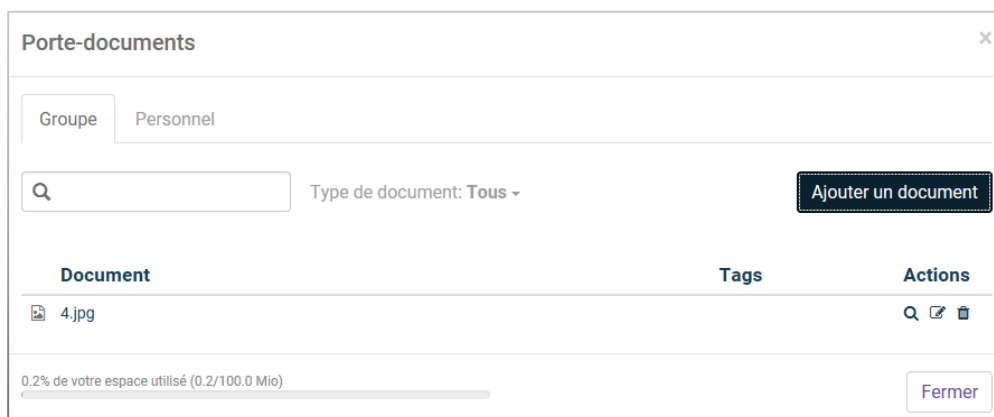 Porte-documents
×
Groupe Personnel
Type de document: Tous
Ajouter un document
Document Tags Actions
4.jpg
0.2% de votre espace utilisé (0.2/100.0 Mio)
Fermer